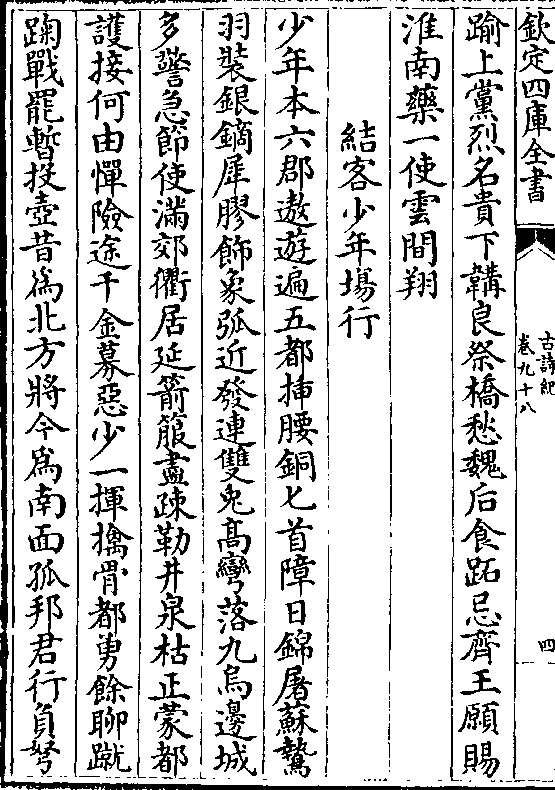 欽定四庫全書
古詩紀
卷九十八
四
踰上黨烈名貴下韝良祭橋愁魏后食跖忌齊王願賜
淮南藥一使雲間翔
結客少年場行
少年本六郡遨遊遍五都插腰銅匕首障日錦屠蘇鷙
羽裝銀鏑犀膠飾象弧近發連雙兎高彎落九烏邊城
多警急節使滿郊衢居延箭箙盡疎勒井泉枯正蒙都
護接何由憚險途千金募惡少一揮擒骨都勇餘聊蹴
踘戰罷暫投壺昔為北方將今為南面孤邦君行負弩